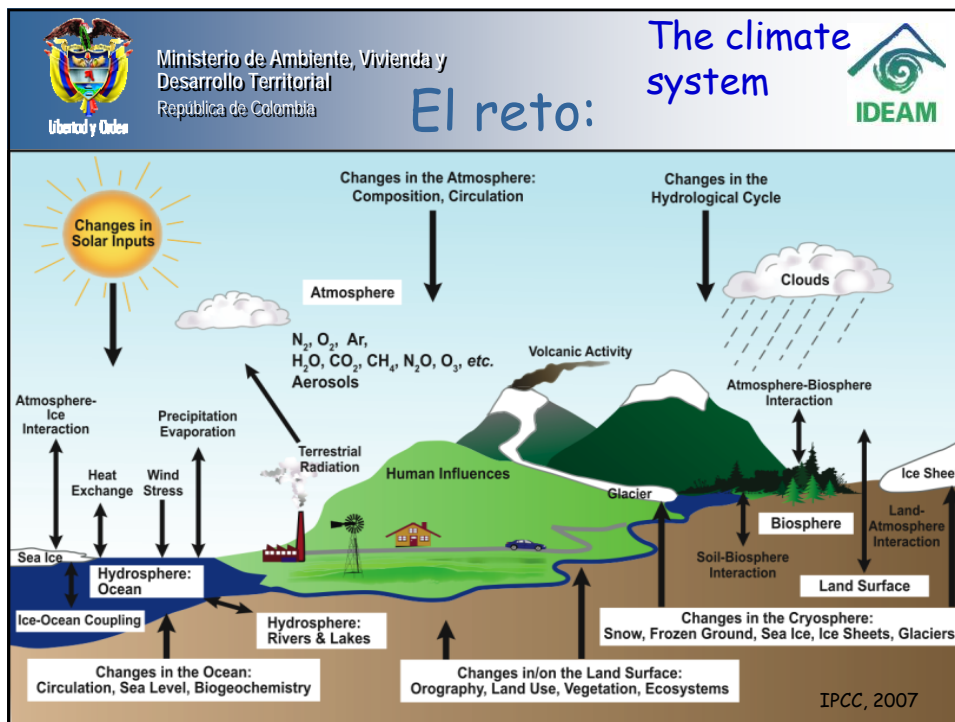 Libertad y Orden
Ministerio de Ambiente, Vivienda y
Desarrollo Territorial
República de Colombia
El reto:
The climate
system
IDEAM
Changes in
Solar Inputs
Changes in the Atmosphere:
Composition, Circulation
Changes in the
Hydrological Cycle
Clouds
Atmosphere
N₂, O₂, Ar,
H₂O, CO₂, CH₄, N₂O, O₃, etc.
Aerosols
Volcanic Activity
Atmosphere-Biosphere
Interaction
Atmosphere-
Ice
Interaction
Precipitation
Evaporation
Terrestrial
Radiation
Heat
Exchange
Wind
Stress
Human Influences
Glacier
Ice Shee
Biosphere
Land-
Atmosphere
Interaction
Soil-Biosphere
Interaction
Land Surface
Sea Ice
Hydrosphere:
Ocean
Ice-Ocean Coupling
Hydrosphere:
Rivers & Lakes
Changes in the Cryosphere:
Snow, Frozen Ground, Sea Ice, Ice Sheets, Glaciers
Changes in the Ocean:
Circulation, Sea Level, Biogeochemistry
Changes in/on the Land Surface:
Orography, Land Use, Vegetation, Ecosystems
IPCC, 2007